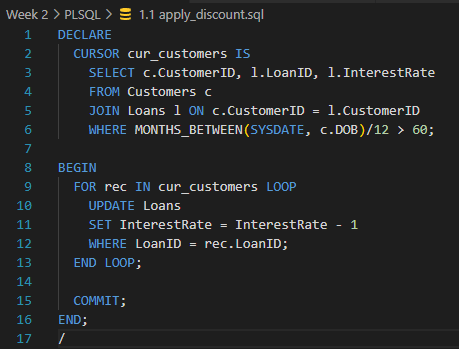 Week 2 > PLSQL > 1.1 apply_discount.sql
1 DECLARE
2   CURSOR cur_customers IS
3     SELECT c.CustomerID, l.LoanID, l.InterestRate
4     FROM Customers c
5     JOIN Loans l ON c.CustomerID = l.CustomerID
6     WHERE MONTHS_BETWEEN(SYSDATE, c.DOB)/12 > 60;
7
8 BEGIN
9   FOR rec IN cur_customers LOOP
10     UPDATE Loans
11     SET InterestRate = InterestRate - 1
12     WHERE LoanID = rec.LoanID;
13   END LOOP;
14
15   COMMIT;
16 END;
17 /